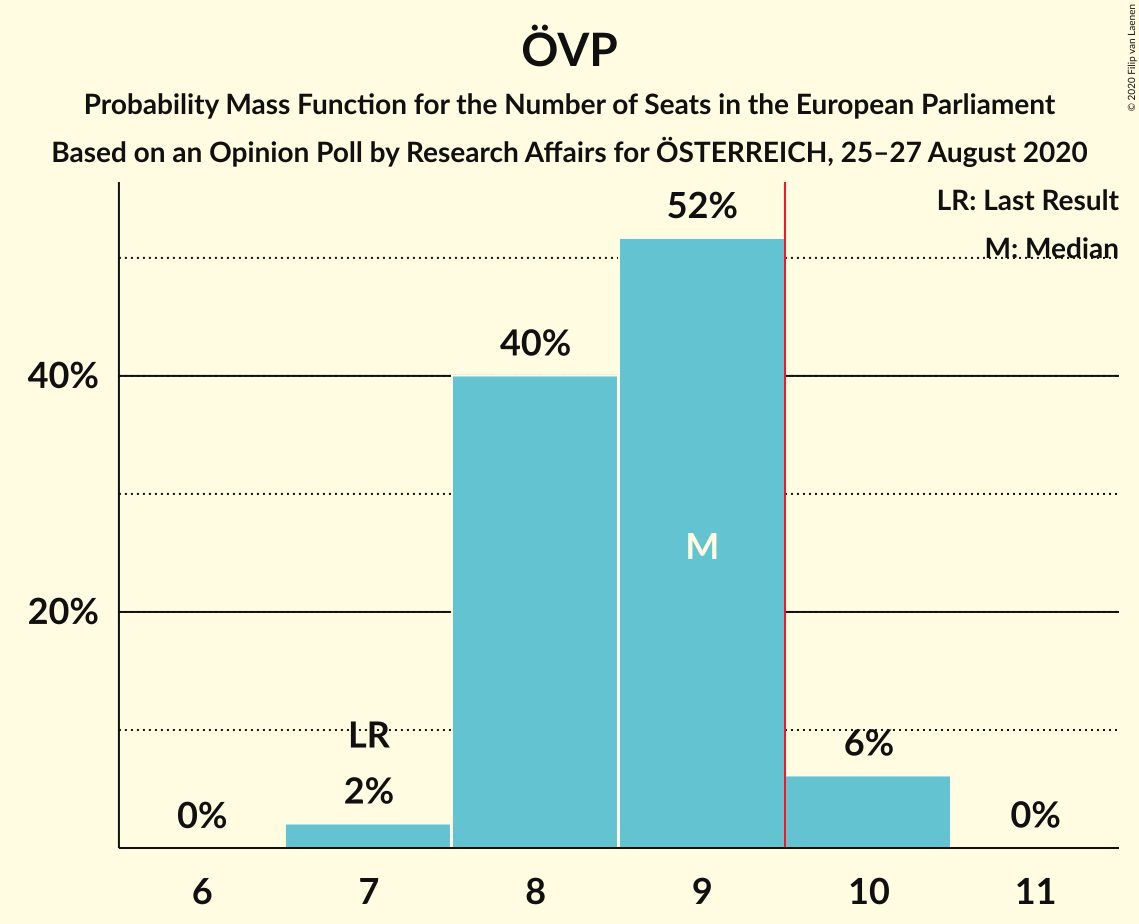 ÖVP
Probability Mass Function for the Number of Seats in the European Parliament
Based on an Opinion Poll by Research Affairs for ÖSTERREICH, 25–27 August 2020
© 2020 Filip van Laenen
LR: Last Result
M: Median
52%
40%
40%
M
20%
LR
6%
2%
0%
0%
6 7 8 9 10 11